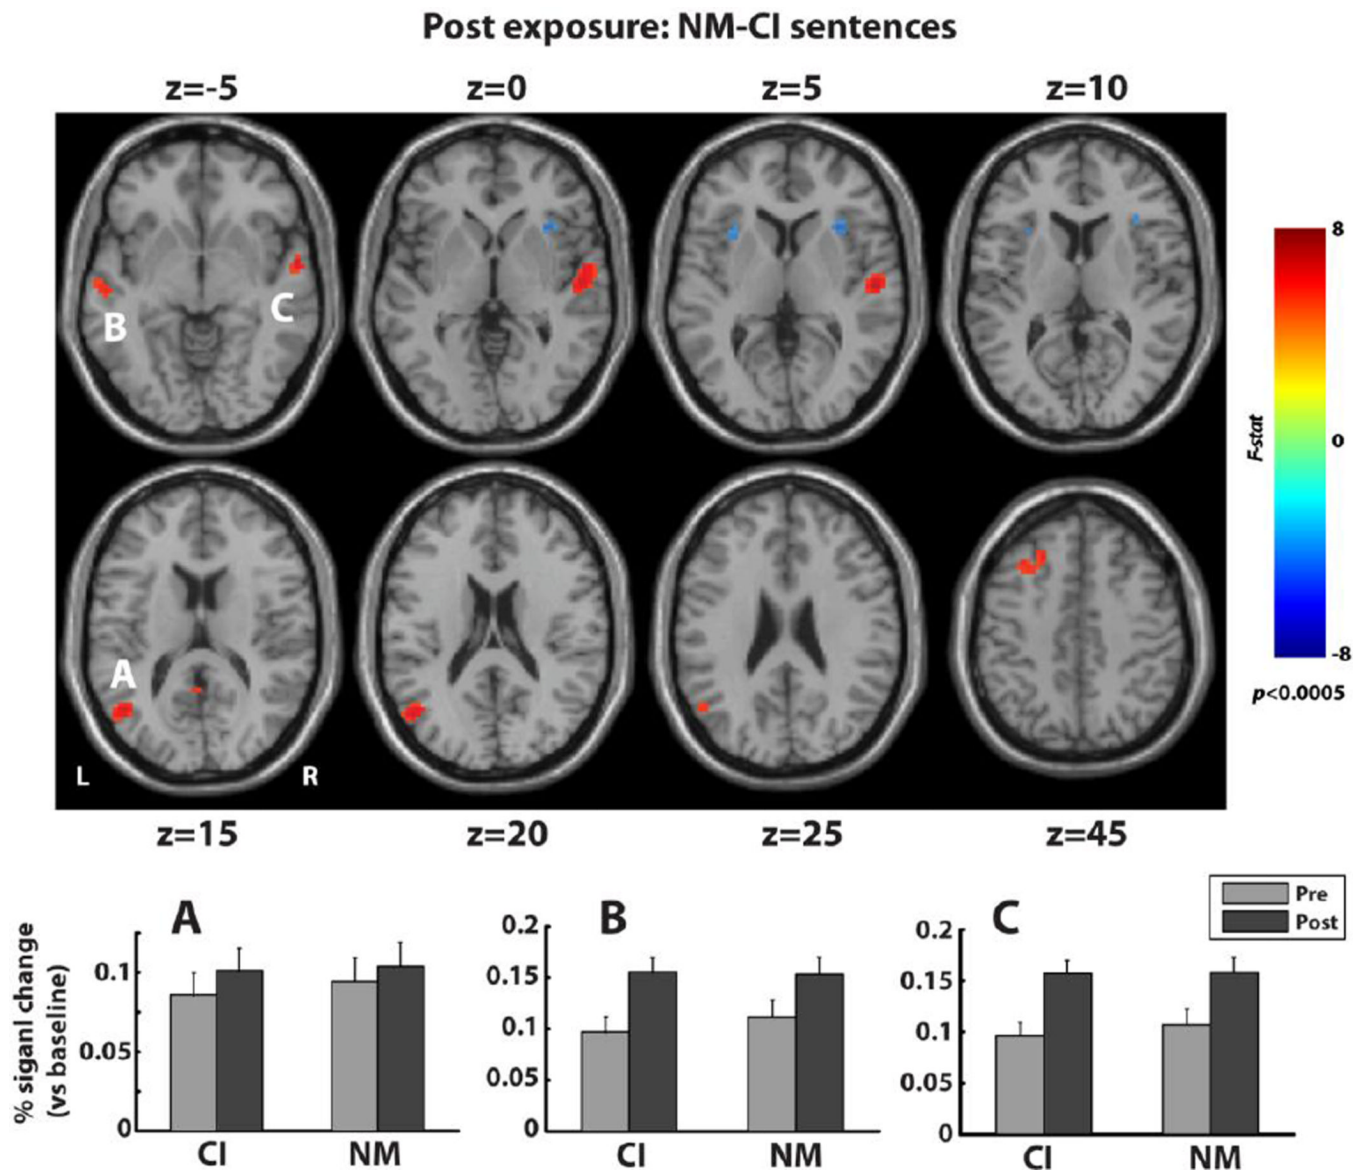 Post exposure: NM-CI sentences
z=-5 z=0 z=5 z=10
B
C
8
0
-8
F-stat
p<0.0005
A
L R
z=15 z=20 z=25 z=45
Pre
Post
% siganl change
(vs baseline)
A
0.1
0.05
0
CI NM
B
0.2
0.15
0.1
0.05
0
CI NM
C
0.2
0.15
0.1
0.05
0
CI NM